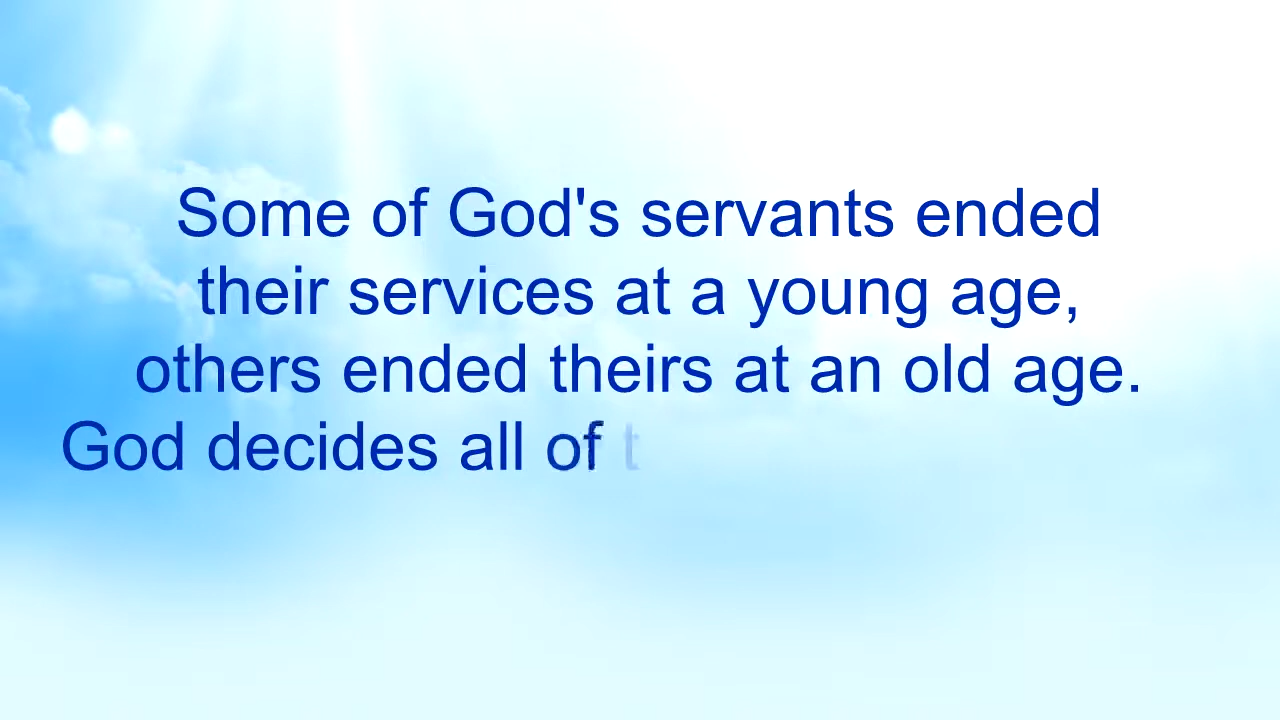 Some of God's servants ended
their services at a young age,
others ended theirs at an old age.
God decides all of